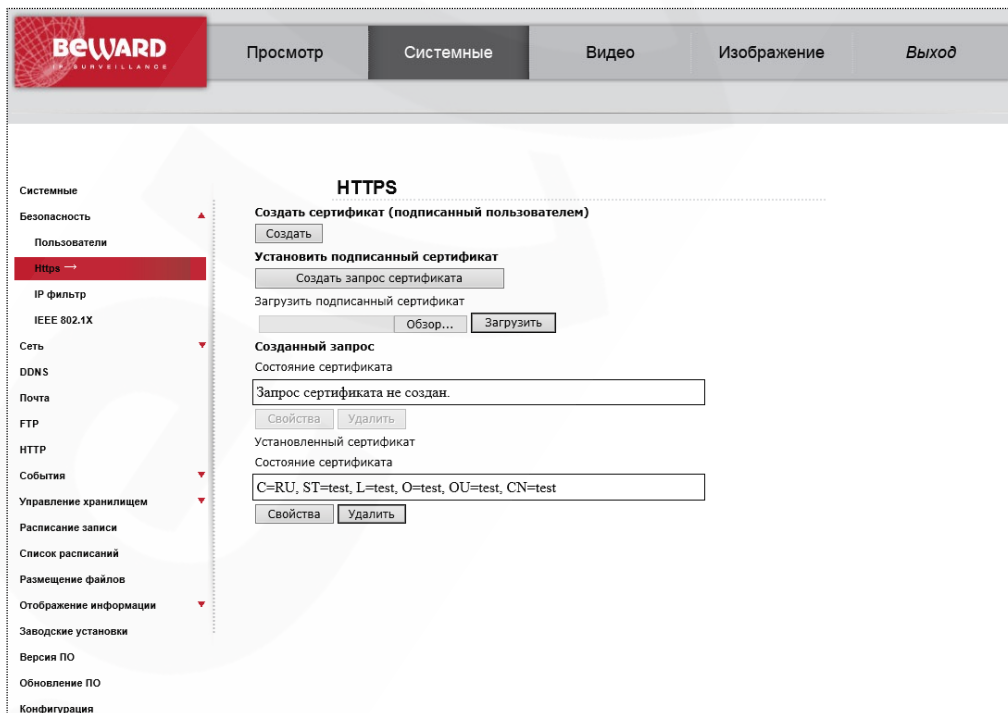 BEWARD
IP SURVEILLANCE
Просмотр
Системные
Видео
Изображение
Выход
Системные
Безопасность
Пользователи
Https →
IP фильтр
IEEE 802.1X
Сеть
DDNS
Почта
FTP
HTTP
События
Управление хранилищем
Расписание записи
Список расписаний
Размещение файлов
Отображение информации
Заводские установки
Версия ПО
Обновление ПО
Конфигурация
HTTPS
Создать сертификат (подписанный пользователем)
Создать
Установить подписанный сертификат
Создать запрос сертификата
Загрузить подписанный сертификат
Обзор... Загрузить
Созданный запрос
Состояние сертификата
Запрос сертификата не создан.
Свойства Удалить
Установленный сертификат
Состояние сертификата
C=RU, ST=test, L=test, O=test, OU=test, CN=test
Свойства Удалить